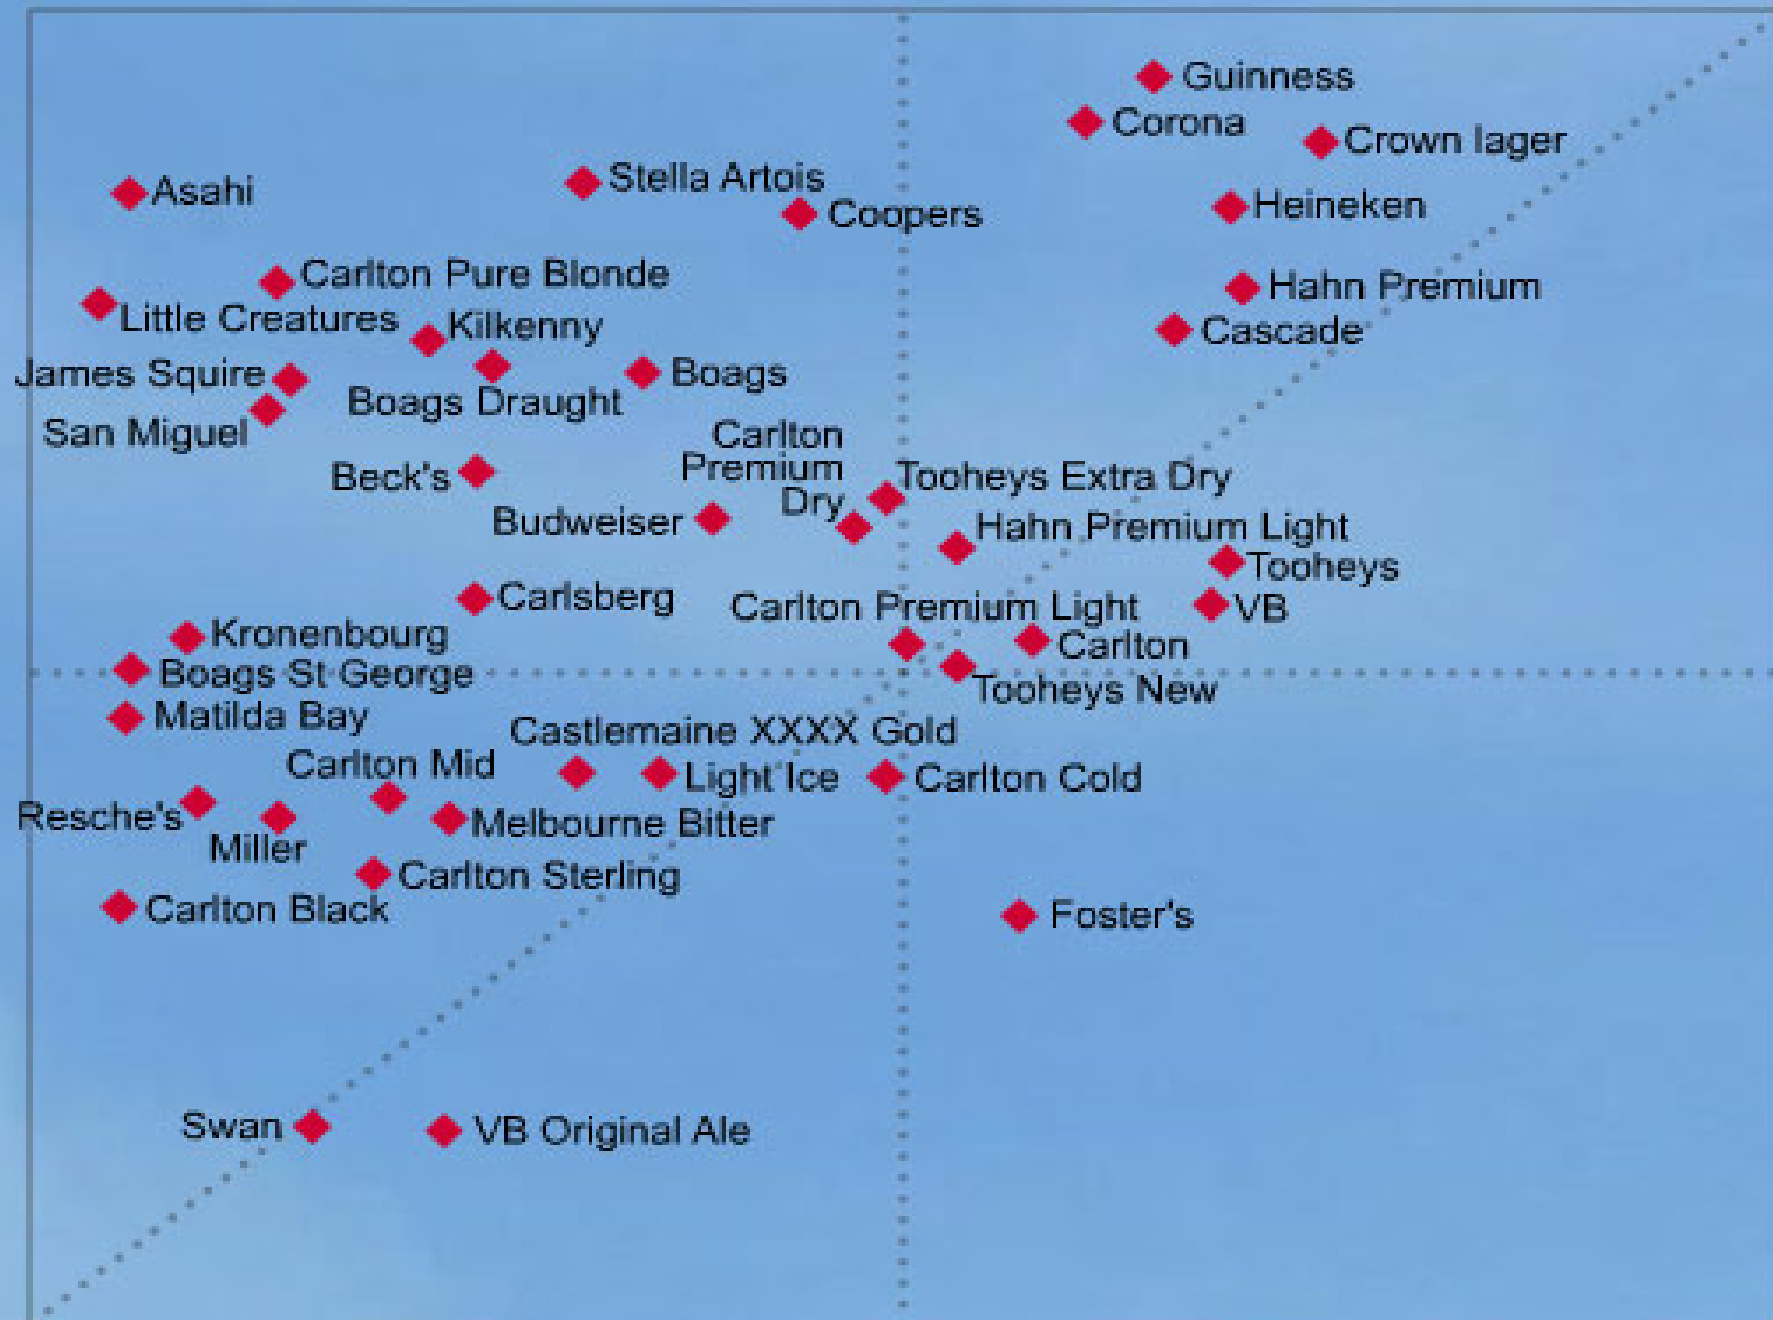 Guinness
Corona
Crown lager
Asahi
Stella Artois
Coopers
Heineken
Carlton Pure Blonde
Hahn Premium
Little Creatures
Kilkenny
Cascade
James Squire
Boags
Boags Draught
San Miguel
Carlton
Premium
Dry
Beck's
Tooheys Extra Dry
Budweiser
Hahn Premium Light
Tooheys
Carlsberg
Carlton Premium Light
VB
Kronenbourg
Carlton
Boags St George
Tooheys New
Matilda Bay
Castlemaine XXXX Gold
Carlton Mid
Light Ice
Carlton Cold
Resche's
Melbourne Bitter
Miller
Carlton Sterling
Carlton Black
Foster's
Swan
VB Original Ale